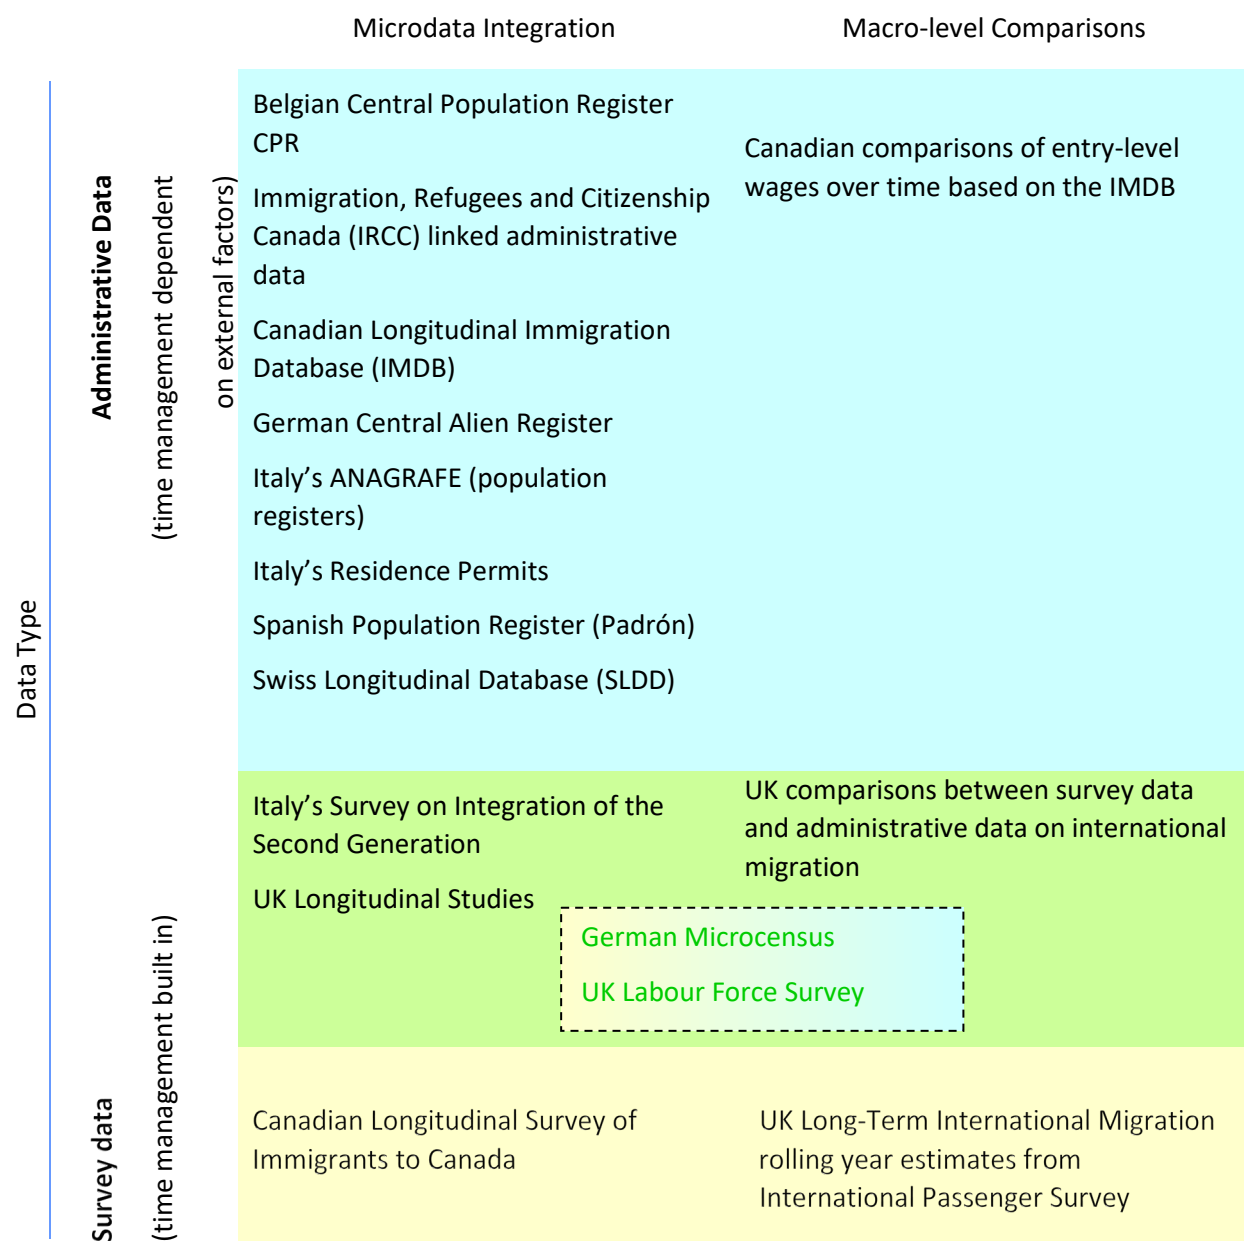 Microdata Integration
Macro-level Comparisons
Data Type
Administrative Data
(time management dependent
on external factors)
Belgian Central Population Register
CPR
Immigration, Refugees and Citizenship
Canada (IRCC) linked administrative
data
Canadian Longitudinal Immigration
Database (IMDB)
German Central Alien Register
Italy’s ANAGRAFE (population
registers)
Italy’s Residence Permits
Spanish Population Register (Padrón)
Swiss Longitudinal Database (SLDD)
Canadian comparisons of entry-level
wages over time based on the IMDB
Italy’s Survey on Integration of the
Second Generation
UK Longitudinal Studies
UK comparisons between survey data
and administrative data on international
migration
German Microcensus
UK Labour Force Survey
Survey data
(time management built in)
Canadian Longitudinal Survey of
Immigrants to Canada
UK Long-Term International Migration
rolling year estimates from
International Passenger Survey